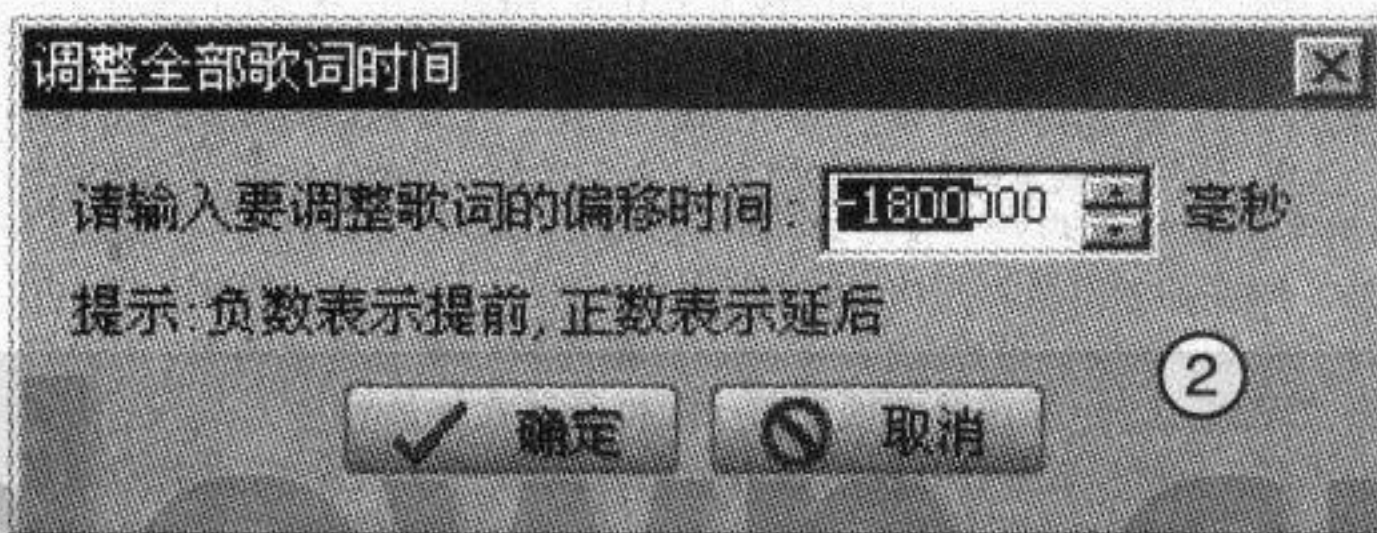 调整全部歌词时间
请输入要调整歌词的偏移时间: -1800000 毫秒
提示:负数表示提前,正数表示延后
②
确定 取消